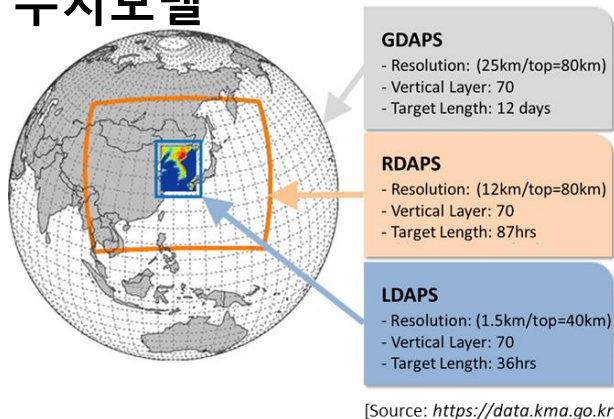 수치모델
GDAPS
- Resolution: (25km/top=80km)
- Vertical Layer: 70
- Target Length: 12 days
RDAPS
- Resolution: (12km/top=80km)
- Vertical Layer: 70
- Target Length: 87hrs
LDAPS
- Resolution: (1.5km/top=40km)
- Vertical Layer: 70
- Target Length: 36hrs
[Source: https://data.kma.go.kr